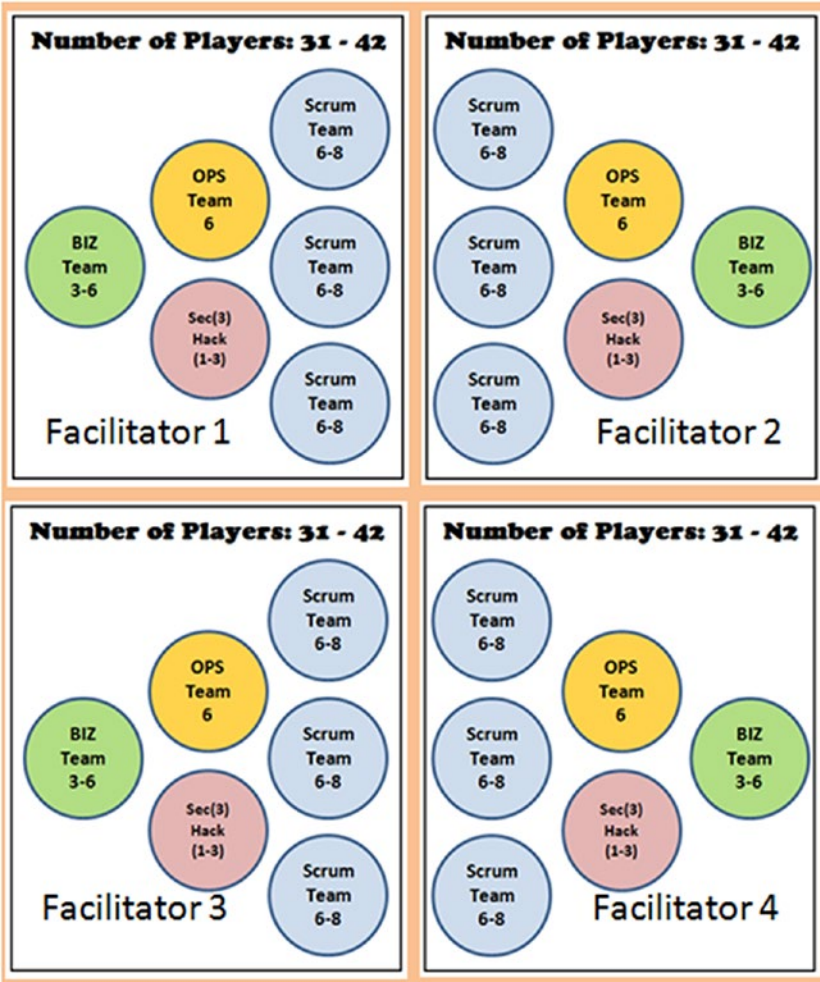 Number of Players: 31 - 42
Scrum
Team
6-8
OPS
Team
6
BIZ
Team
3-6
Scrum
Team
6-8
Sec(3)
Hack
(1-3)
Scrum
Team
6-8
Facilitator 1
Number of Players: 31 - 42
Scrum
Team
6-8
OPS
Team
6
Scrum
Team
6-8
BIZ
Team
3-6
Sec(3)
Hack
(1-3)
Scrum
Team
6-8
Facilitator 2
Number of Players: 31 - 42
Scrum
Team
6-8
OPS
Team
6
BIZ
Team
3-6
Scrum
Team
6-8
Sec(3)
Hack
(1-3)
Scrum
Team
6-8
Facilitator 3
Number of Players: 31 - 42
Scrum
Team
6-8
OPS
Team
6
Scrum
Team
6-8
BIZ
Team
3-6
Sec(3)
Hack
(1-3)
Scrum
Team
6-8
Facilitator 4